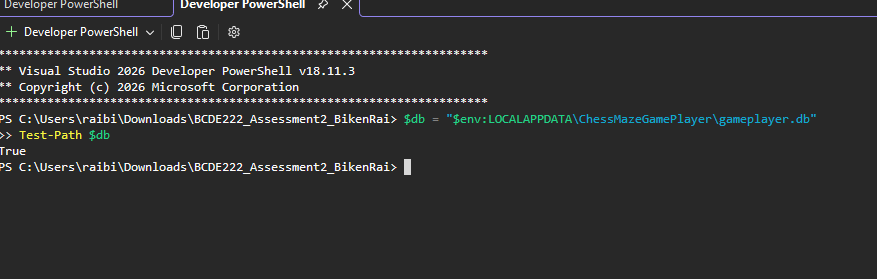 Developer PowerShell
Developer PowerShell
+ Developer PowerShell
**********************************************************************
** Visual Studio 2026 Developer PowerShell v18.11.3
** Copyright (c) 2026 Microsoft Corporation
**********************************************************************
PS C:\Users\raibi\Downloads\BCDE222_Assessment2_BikenRai> $db = "$env:LOCALAPPDATA\ChessMazeGamePlayer\gameplayer.db"
>> Test-Path $db
True
PS C:\Users\raibi\Downloads\BCDE222_Assessment2_BikenRai>